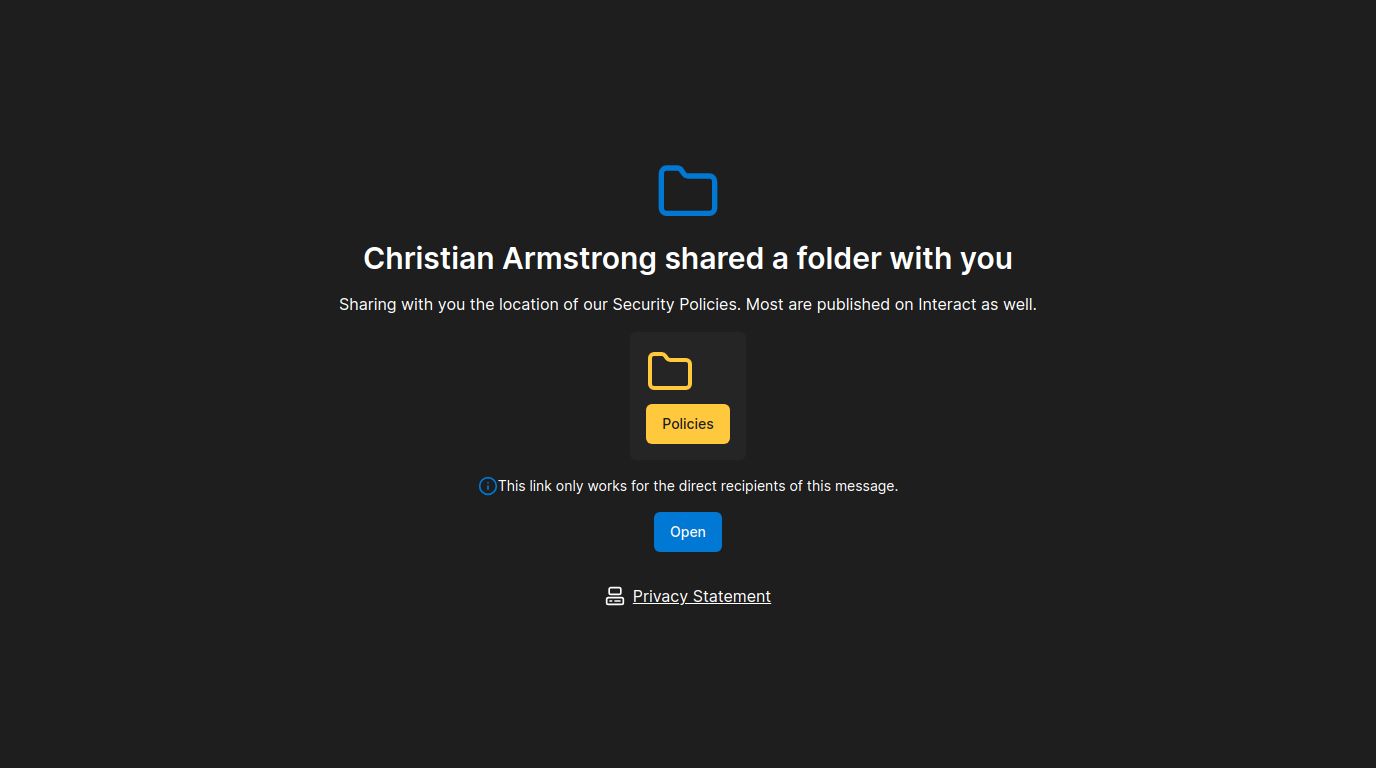 Christian Armstrong shared a folder with you
Sharing with you the location of our Security Policies. Most are published on Interact as well.
Policies
This link only works for the direct recipients of this message.
Open
Privacy Statement